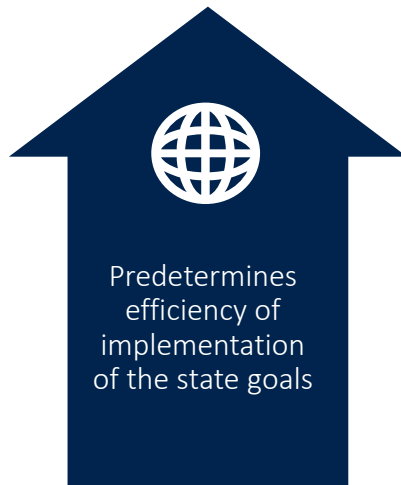 Predetermines
efficiency of
implementation
of the state goals